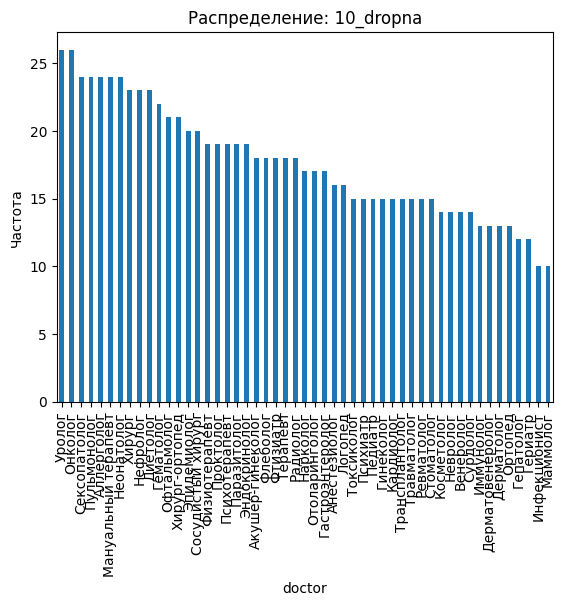 Распределение: 10_dropna
Частота
25
20
15
10
5
0
Уролог
Онколог
Сексопатолог
Пульмонолог
Аллерголог
Мануальный терапевт
Неонатолог
Хирург
Нефролог
Диетолог
Гематолог
Офтальмолог
Хирург-ортопед
Эпидемиолог
Сосудистый хирург
Физиотерапевт
Проктолог
Психотерапевт
Паразитолог
Эндокринолог
Акушер-гинеколог
Флеболог
Фтизиатр
Терапевт
Радиолог
Нарколог
Отоларинголог
Гастроэнтеролог
Анестезиолог
Логопед
Токсиколог
Психиатр
Педиатр
Гинеколог
Кардиолог
Трансплантолог
Травматолог
Ревматолог
Стоматолог
Косметолог
Невролог
Венеролог
Сурдолог
Иммунолог
Дерматовенеролог
Дерматолог
Ортопед
Гепатолог
Гериатр
Инфекционист
Маммолог
doctor